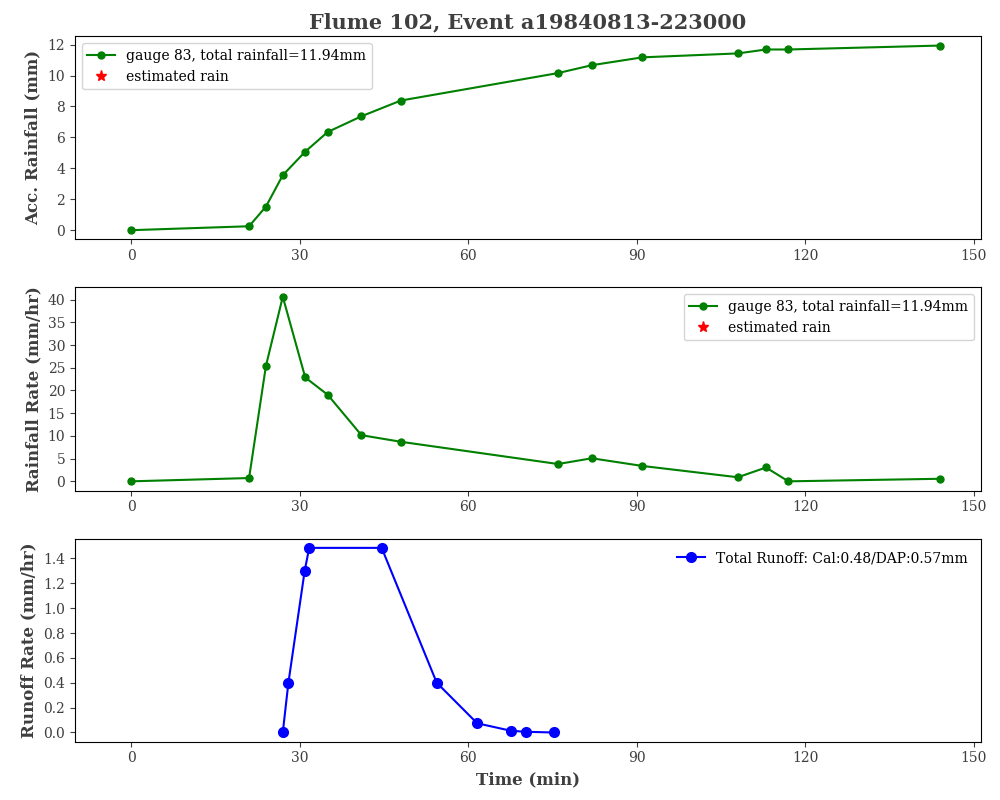 Flume 102, Event a19840813-223000
Acc. Rainfall (mm)
12
10
8
6
4
2
0
gauge 83, total rainfall=11.94mm
estimated rain
0 30 60 90 120 150
Rainfall Rate (mm/hr)
40
35
30
25
20
15
10
5
0
gauge 83, total rainfall=11.94mm
estimated rain
0 30 60 90 120 150
Runoff Rate (mm/hr)
1.4
1.2
1.0
0.8
0.6
0.4
0.2
0.0
Total Runoff: Cal:0.48/DAP:0.57mm
0 30 60 90 120 150
Time (min)